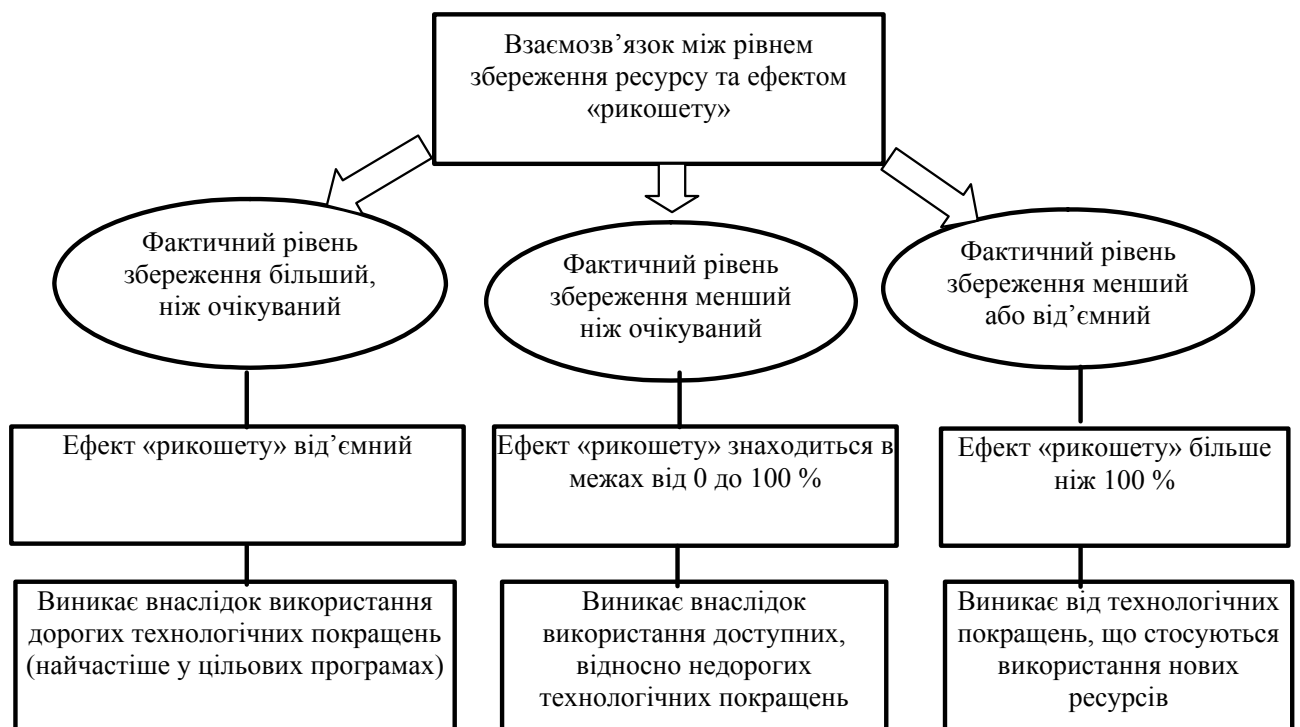 Взаємозв’язок між рівнем
збереження ресурсу та ефектом
«рикошету»
Фактичний рівень
збереження більший,
ніж очікуваний
Фактичний рівень
збереження менший
ніж очікуваний
Фактичний рівень
збереження менший
або від’ємний
Ефект «рикошету» від’ємний
Ефект «рикошету» знаходиться в
межах від 0 до 100 %
Ефект «рикошету» більше
ніж 100 %
Виникає внаслідок використання
дорогих технологічних покращень
(найчастіше у цільових програмах)
Виникає внаслідок
використання доступних,
відносно недорогих
технологічних покращень
Виникає від технологічних
покращень, що стосуються
використання нових
ресурсів